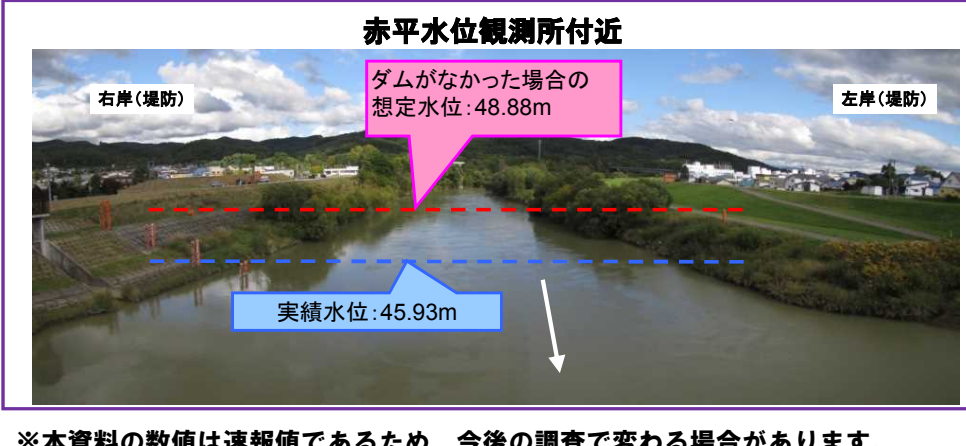 赤平水位観測所付近
ダムがなかった場合の
想定水位:48.88m
右岸(堤防)
左岸(堤防)
実績水位:45.93m
※本資料の数値は速報値であるため、今後の調査で変わる場合があります